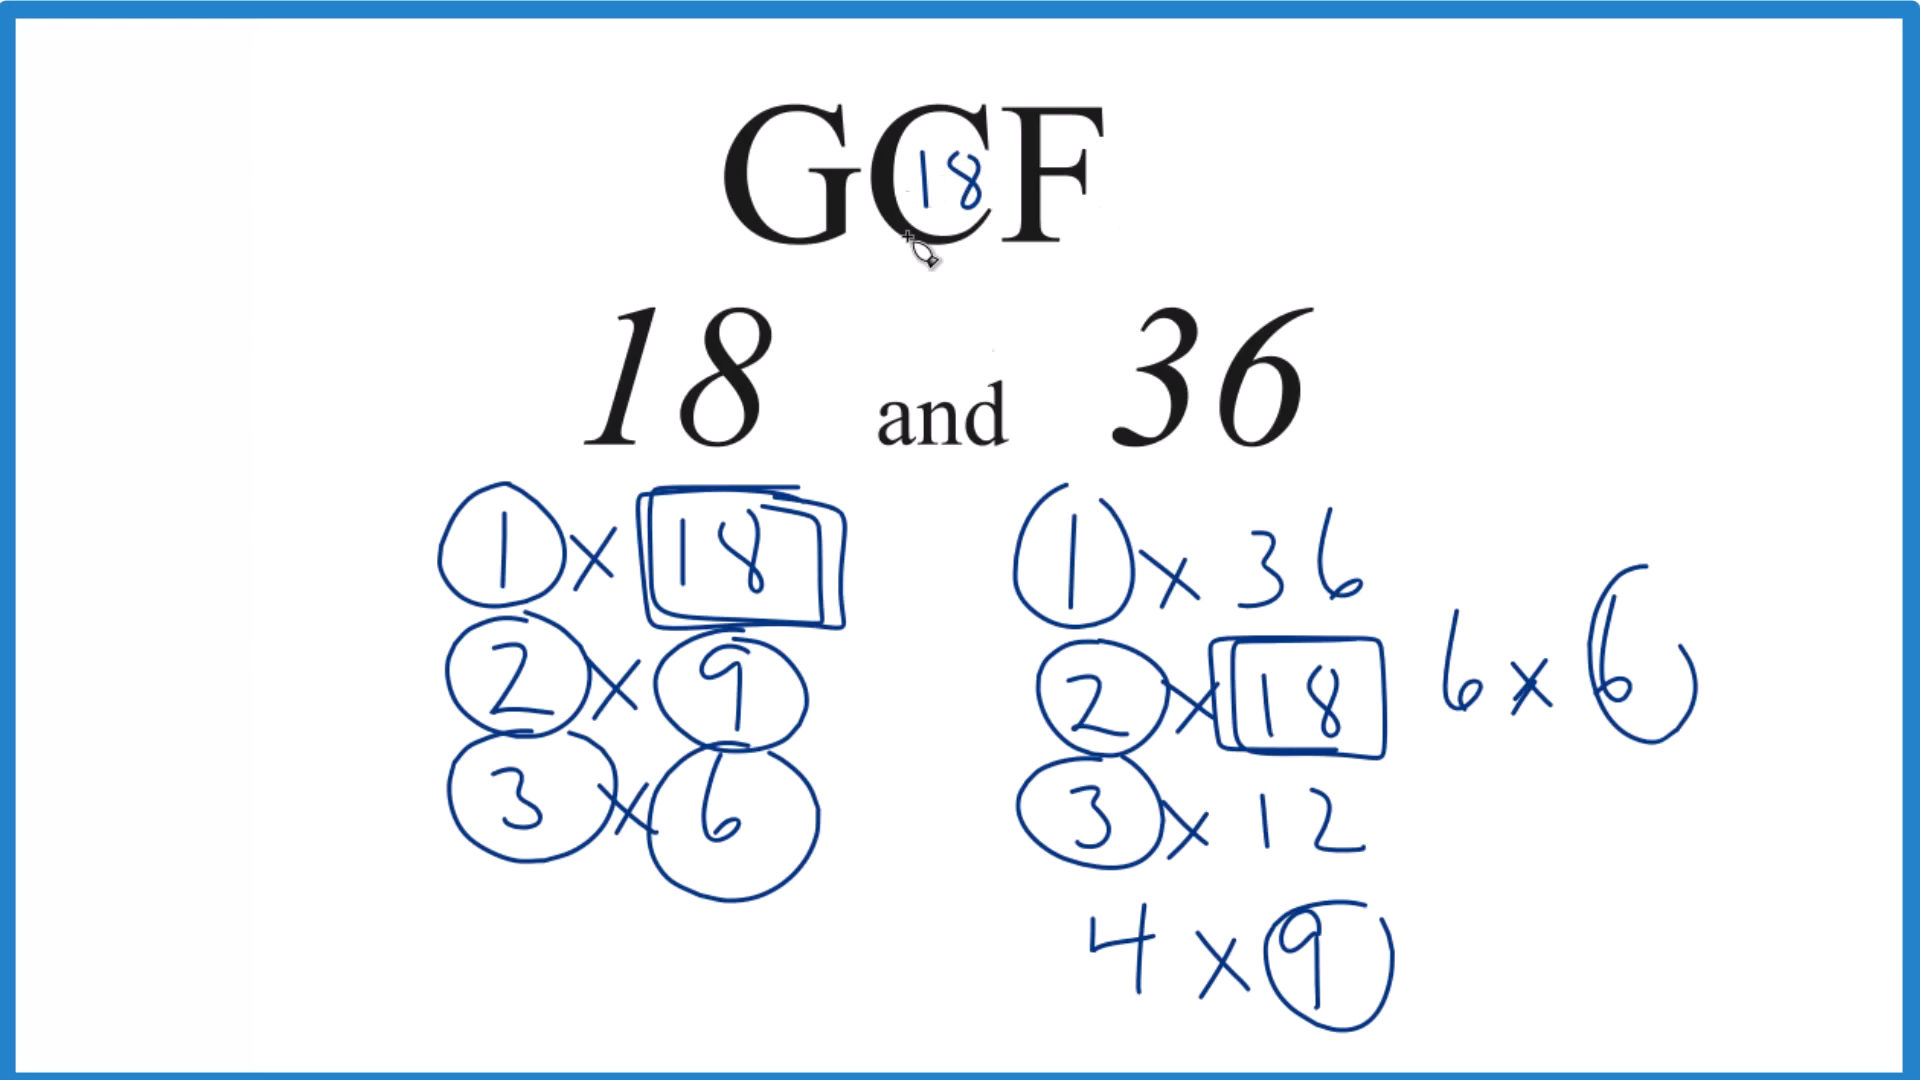 GCF
18
18 and 36
1 x 18
2 x 9
3 x 6
1 x 36
2 x 18
6 x 6
3 x 12
4 x 9